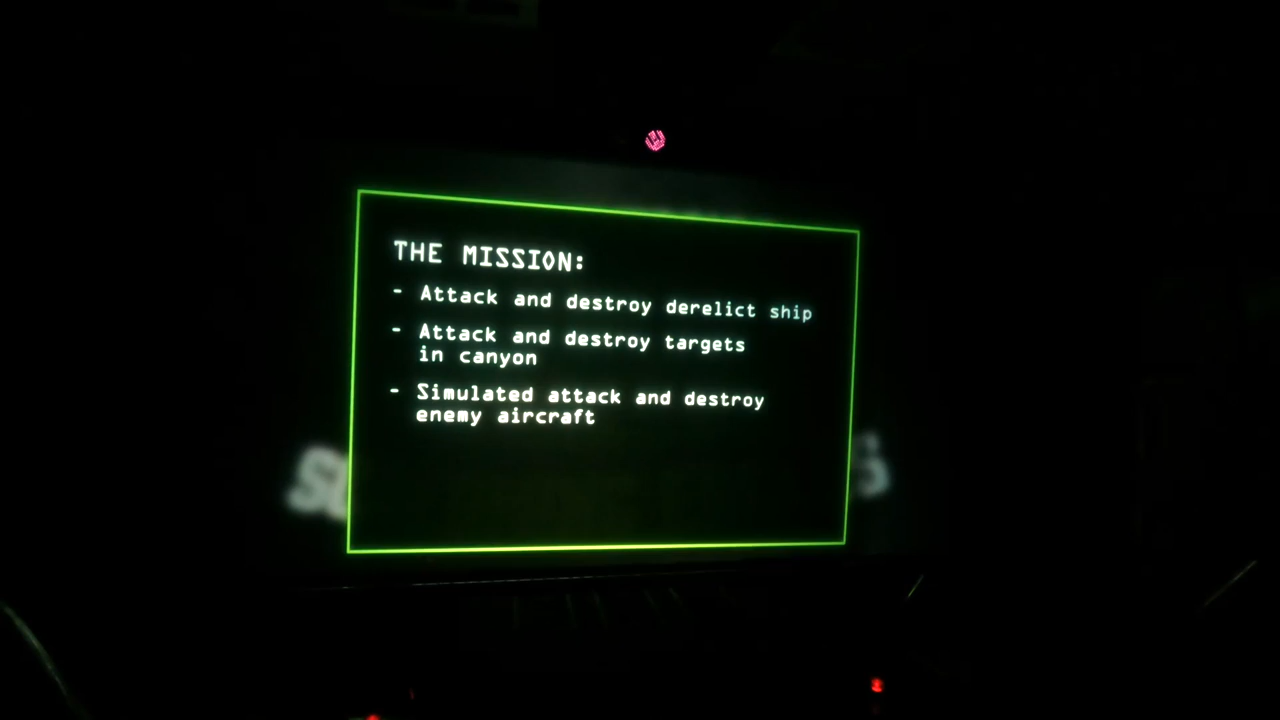 THE MISSION:
- Attack and destroy derelict ship
- Attack and destroy targets
in canyon
- Simulated attack and destroy
enemy aircraft